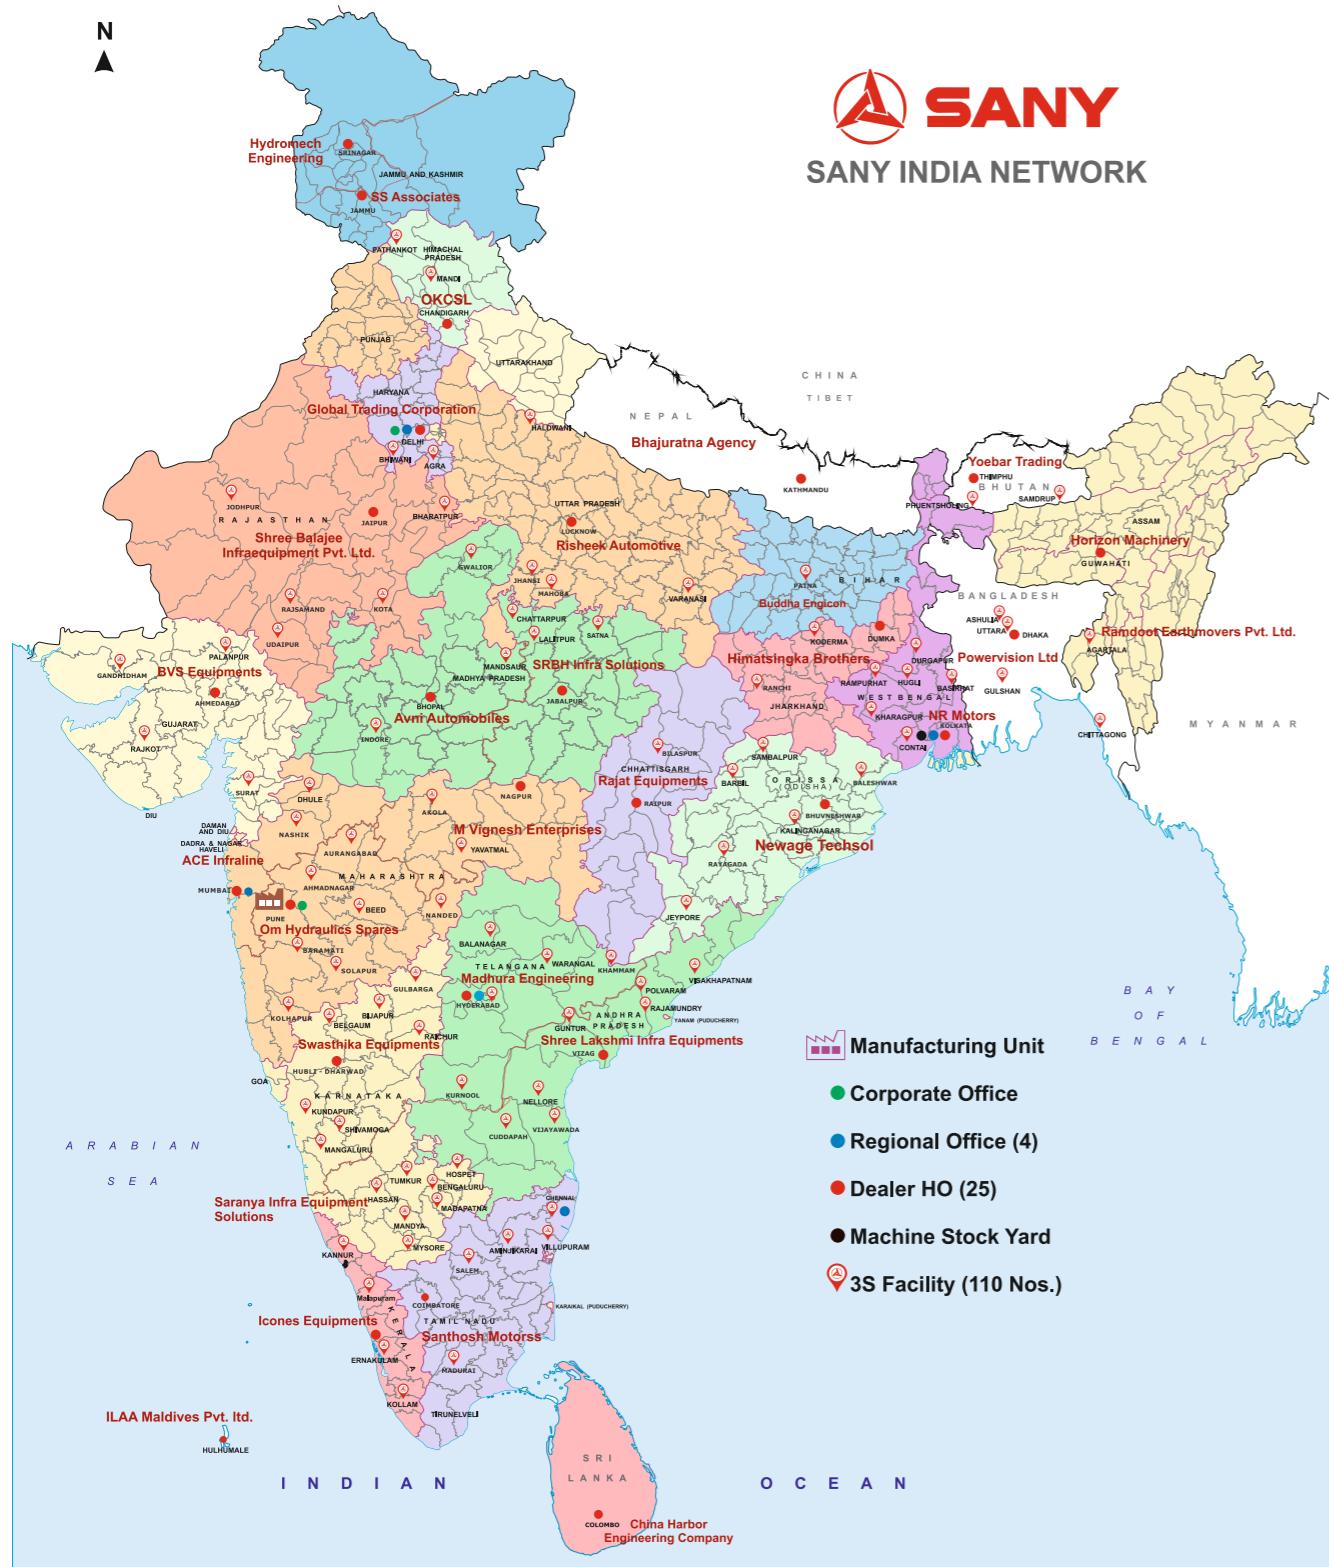 N
SANY
SANY INDIA NETWORK
Hydromech
Engineering
SRINAGAR
JAMMU AND KASHMIR
SS Associates
JAMMU
PATHANKOT
HIMACHAL
PRADESH
MANDI
OKCSL
CHANDIGARH
PUNJAB
UTTARAKHAND
HARYANA
Global Trading Corporation
DELHI
BHIWANI
AGRA
HALDWANI
CHINA
TIBET
NEPAL
Bhajuratna Agency
KATHMANDU
Yoebar Trading
THIMPHU
BHUTAN
SAMDRUP
PHUENTSHOLING
ASSAM
Horizon Machinery
GUWAHATI
JODHPUR
RAJASTHAN
JAIPUR
BHARATPUR
Shree Balajee
Infraequipment Pvt. Ltd.
UTTAR PRADESH
LUCKNOW
Risheek Automotive
GWALIOR
JHANSI
MAHOBA
VARANASI
PATNA
BIHAR
Buddha Engicon
BANGLADESH
ASHULIA
UTTARA
DHAKA
AGARTALA
Ramdoot Earthmovers Pvt. Ltd.
RAJSAMAND
KOTA
UDAIPUR
CHATTARPUR
LALITPUR
SATNA
KODERMA
DUMKA
DURGAPUR
Powervision Ltd
GULSHAN
PALANPUR
GANDHIDHAM
BVS Equipments
AHMEDABAD
GUJARAT
RAJKOT
MANDSAUR
MADHYA PRADESH
SRBH Infra Solutions
JABALPUR
BHOPAL
Avni Automobiles
INDORE
Himatsingka Brothers
RANCHI
JHARKHAND
RAMPURHAT
HUGLI
BASIRHAT
WEST BENGAL
KHARAGPUR
NR Motors
KOLKATA
CONTAI
CHITTAGONG
MYANMAR
BILASPUR
CHHATTISGARH
Rajat Equipments
RAIPUR
SAMBALPUR
BARBIL
ORISSA
(ODISHA)
BALESHWAR
BHUVNESHWAR
KALINGANAGAR
Newage Techsol
RAYAGADA
JEYPORE
SURAT
DIU
DAMAN
AND DIU
DADRA & NAGAR
HAVELI
ACE Infraline
DHULE
NASHIK
AKOLA
NAGPUR
M Vignesh Enterprises
AURANGABAD
YAVATMAL
MAHARASHTRA
AHMADNAGAR
MUMBAI
PUNE
BEED
NANDED
Om Hydraulics Spares
BARAMATI
SOLAPUR
BALANAGAR
TELANGANA
WARANGAL
KHAMMAM
VISAKHAPATNAM
Madhura Engineering
GULBARGA
HYDERABAD
POLVARAM
RAJAMUNDRY
YANAM (PUDUCHERRY)
KOLHAPUR
BELGAUM
BIJAPUR
RAICHUR
GUNTUR
ANDHRA
PRADESH
Swasthika Equipments
Shree Lakshmi Infra Equipments
VIZAG
HUBLI - DHARWAD
GOA
KARNATAKA
KURNOOL
NELLORE
KUNDAPUR
SHIVAMOGA
CUDDAPAH
VIJAYAWADA
MANGALURU
HOSPET
TUMKUR
BENGALURU
HASSAN
MADAPATNA
CHENNAI
Saranya Infra Equipment
Solutions
MANDYA
MYSORE
AMINJIKARAI
VILLUPURAM
KANNUR
SALEM
Malapuram
COIMBATORE
KARAIKAL (PUDUCHERRY)
Icones Equipments
KERALA
TAMIL NADU
Santhosh Motorss
ERNAKULAM
MADURAI
KOLLAM
TIRUNELVELI
ILAA Maldives Pvt. ltd.
HULHUMALE
SRI
LANKA
COLOMBO
China Harbor
Engineering Company
ARABIAN
SEA
BAY
OF
BENGAL
INDIAN
OCEAN
Manufacturing Unit
Corporate Office
Regional Office (4)
Dealer HO (25)
Machine Stock Yard
3S Facility (110 Nos.)